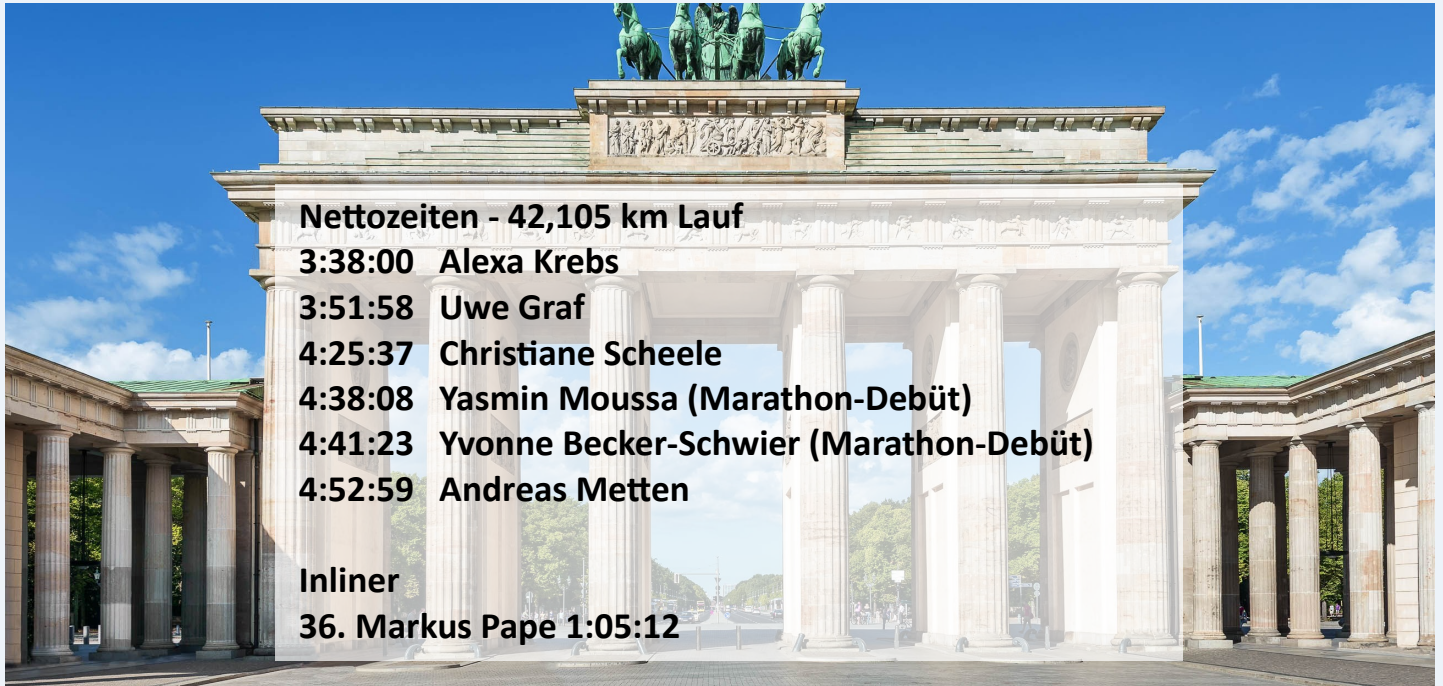 Nettozeiten - 42,105 km Lauf
3:38:00 Alexa Krebs
3:51:58 Uwe Graf
4:25:37 Christiane Scheele
4:38:08 Yasmin Moussa (Marathon-Debüt)
4:41:23 Yvonne Becker-Schwier (Marathon-Debüt)
4:52:59 Andreas Metten
Inliner
36. Markus Pape 1:05:12